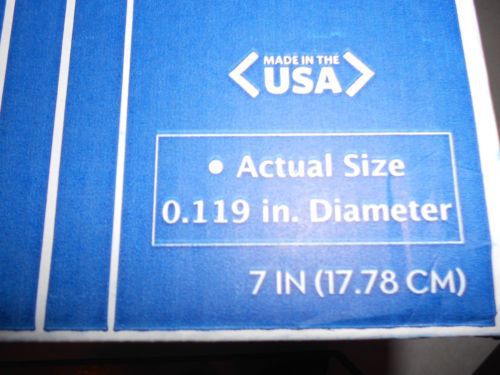 MADE IN THE
USA
• Actual Size
0.119 in. Diameter
7 IN (17.78 CM)